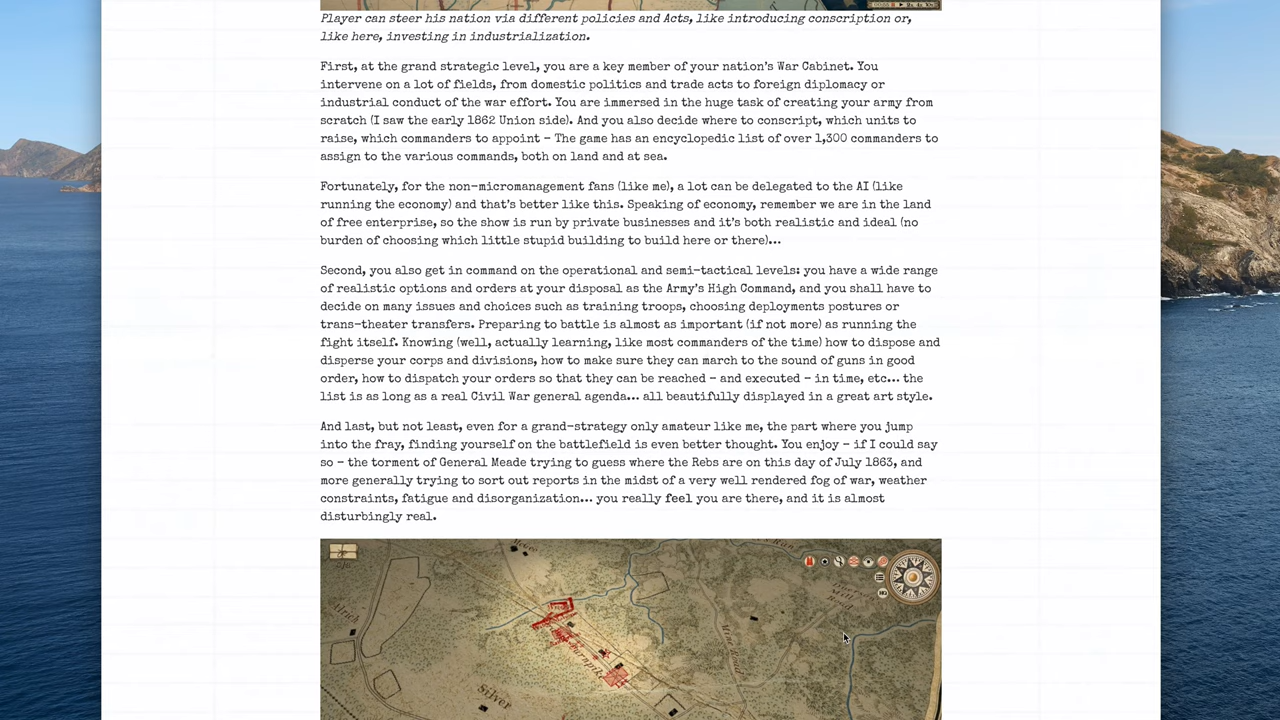 Player can steer his nation via different policies and Acts, like introducing conscription or,
like here, investing in industrialization.
First, at the grand strategic level, you are a key member of your nation's War Cabinet. You
intervene on a lot of fields, from domestic politics and trade acts to foreign diplomacy or
industrial conduct of the war effort. You are immersed in the huge task of creating your army from
scratch (I saw the early 1862 Union side). And you also decide where to conscript, which units to
raise, which commanders to appoint – The game has an encyclopedic list of over 1,300 commanders to
assign to the various commands, both on land and at sea.
Fortunately, for the non-micromanagement fans (like me), a lot can be delegated to the AI (like
running the economy) and that's better like this. Speaking of economy, remember we are in the land
of free enterprise, so the show is run by private businesses and it's both realistic and ideal (no
burden of choosing which little stupid building to build here or there)…
Second, you also get in command on the operational and semi-tactical levels: you have a wide range
of realistic options and orders at your disposal as the Army's High Command, and you shall have to
decide on many issues and choices such as training troops, choosing deployments postures or
trans-theater transfers. Preparing to battle is almost as important (if not more) as running the
fight itself. Knowing (well, actually learning, like most commanders of the time) how to dispose and
disperse your corps and divisions, how to make sure they can march to the sound of guns in good
order, how to dispatch your orders so that they can be reached – and executed – in time, etc… the
list is as long as a real Civil War general agenda… all beautifully displayed in a great art style.
And last, but not least, even for a grand-strategy only amateur like me, the part where you jump
into the fray, finding yourself on the battlefield is even better thought. You enjoy – if I could say
so – the torment of General Meade trying to guess where the Rebs are on this day of July 1863, and
more generally trying to sort out reports in the midst of a very well rendered fog of war, weather
constraints, fatigue and disorganization… you really feel you are there, and it is almost
disturbingly real.
Silver